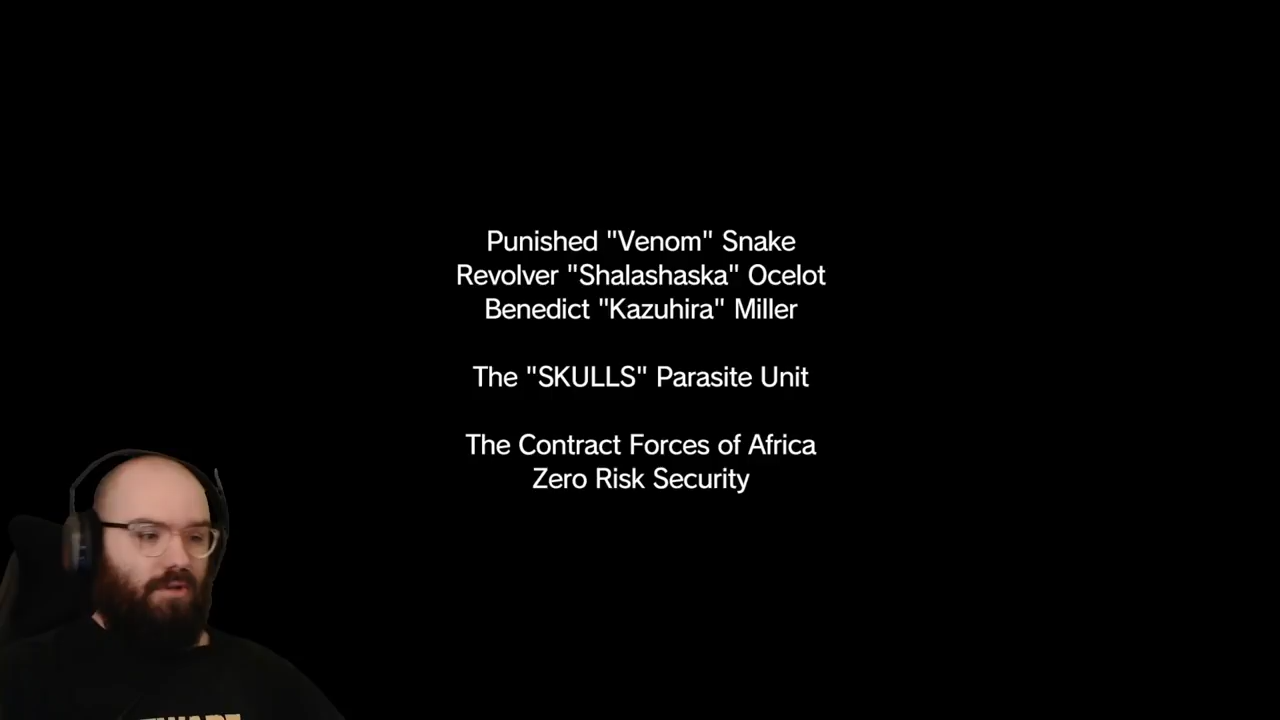 Punished "Venom" Snake
Revolver "Shalashaska" Ocelot
Benedict "Kazuhira" Miller
The "SKULLS" Parasite Unit
The Contract Forces of Africa
Zero Risk Security